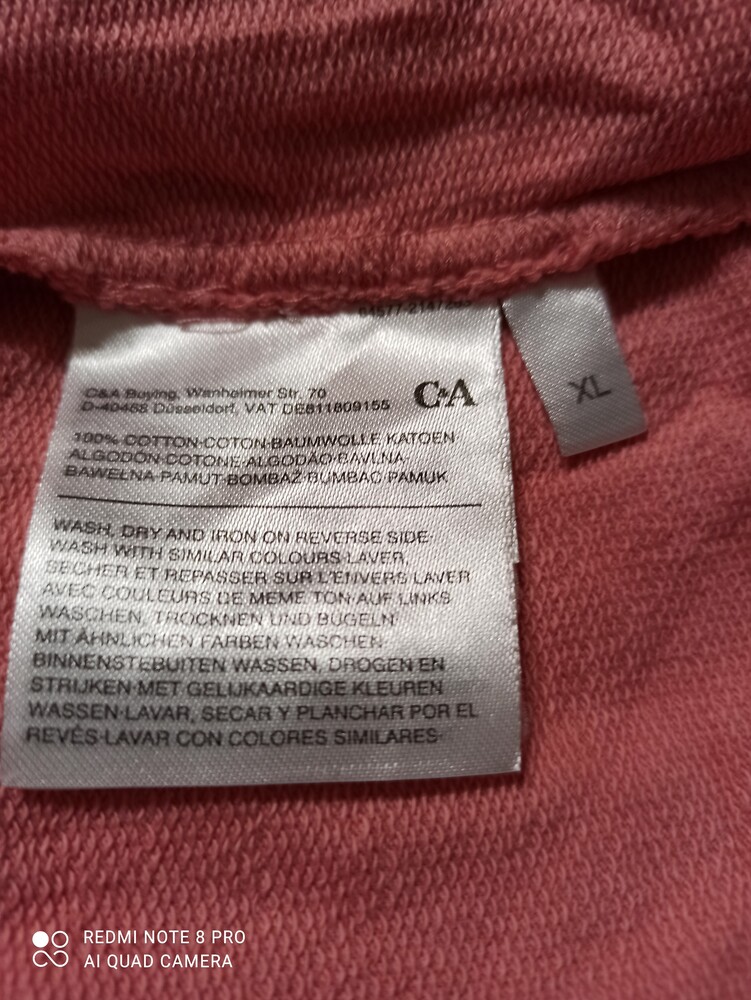 C&A Buying, Wanheimer Str. 70
D-40468 Düsseldorf, VAT DE811809155
C&A
XL
100% COTTON·COTON·BAUMWOLLE KATOEN
ALGODÓN·COTONE·ALGODÃO·BAVLNA·
BAWEŁNA·PAMUT·BOMBAŽ·BUMBAC PAMUK
WASH, DRY AND IRON ON REVERSE SIDE·
WASH WITH SIMILAR COLOURS·LAVER,
SECHER ET REPASSER SUR L'ENVERS LAVER
AVEC COULEURS DE MEME TON·AUF LINKS
WASCHEN, TROCKNEN UND BÜGELN
MIT ÄHNLICHEN FARBEN WASCHEN·
BINNENSTEBUITEN WASSEN, DROGEN EN
STRIJKEN·MET GELIJKAARDIGE KLEUREN
WASSEN·LAVAR, SECAR Y PLANCHAR POR EL
REVÉS·LAVAR CON COLORES SIMILARES·
REDMI NOTE 8 PRO
AI QUAD CAMERA